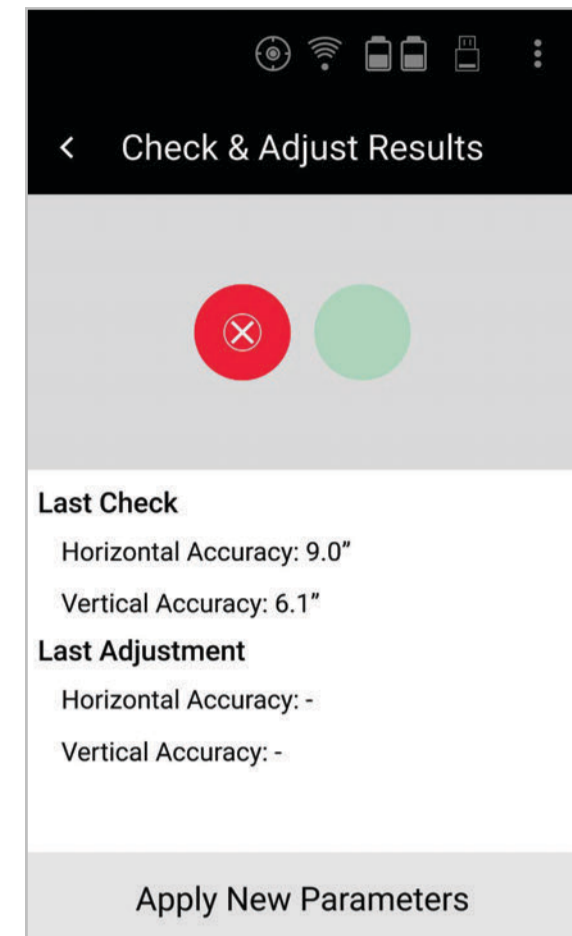 Check & Adjust Results
Last Check
Horizontal Accuracy: 9.0”
Vertical Accuracy: 6.1”
Last Adjustment
Horizontal Accuracy: -
Vertical Accuracy: -
Apply New Parameters